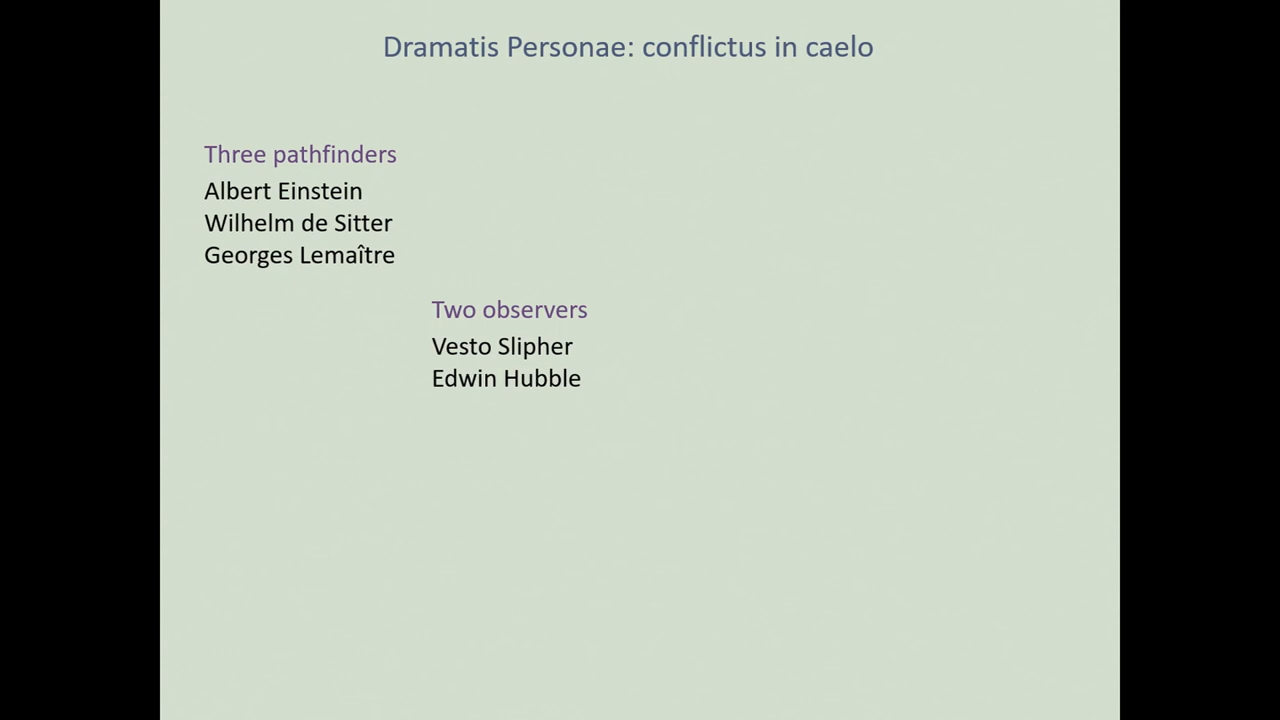 Dramatis Personae: conflictus in caelo
Three pathfinders
Albert Einstein
Wilhelm de Sitter
Georges Lemaître
Two observers
Vesto Slipher
Edwin Hubble